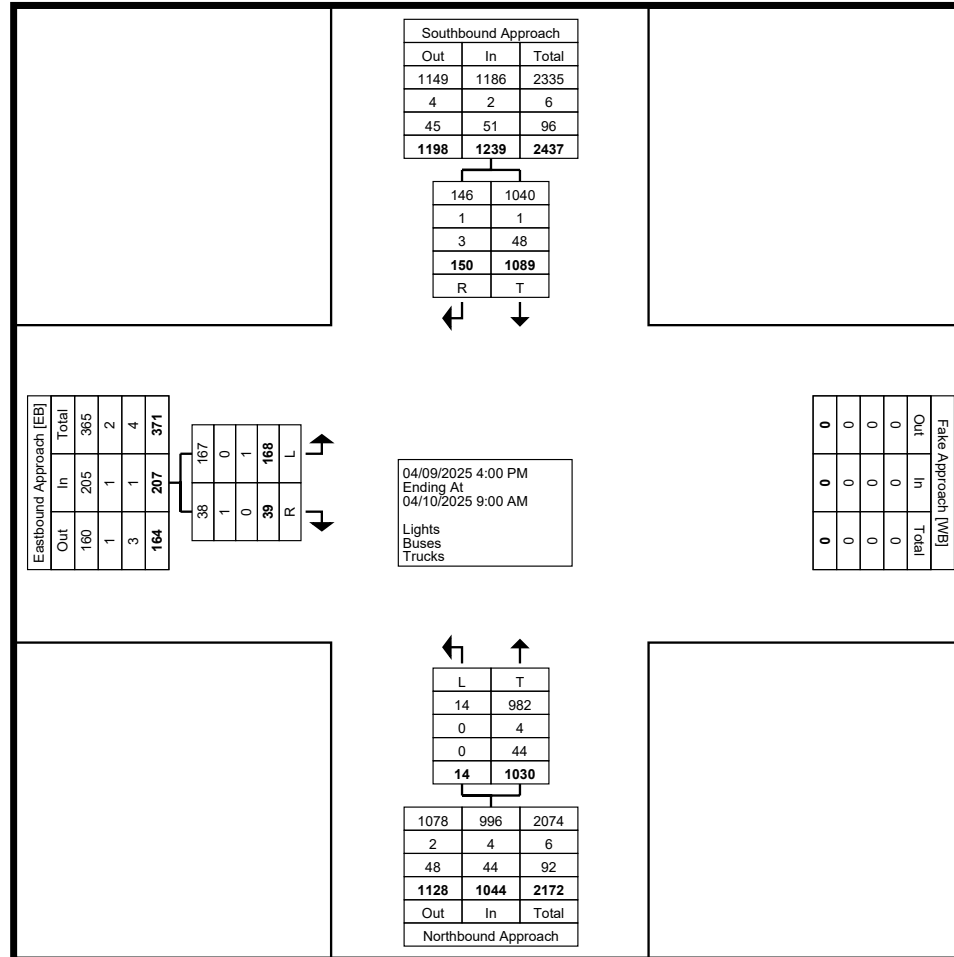 Southbound Approach
Out In Total
1149 1186 2335
4 2 6
45 51 96
1198 1239 2437
146 1040
1 1
3 48
150 1089
R T
Eastbound Approach [EB]
Out In Total
160 205 365
1 1 2
3 1 4
164 207 371
38 167
1 0
0 1
39 168
R L
04/09/2025 4:00 PM
Ending At
04/10/2025 9:00 AM
Lights
Buses
Trucks
Fake Approach [WB]
Out In Total
0 0 0
0 0 0
0 0 0
0 0 0
L T
14 982
0 4
0 44
14 1030
1078 996 2074
2 4 6
48 44 92
1128 1044 2172
Out In Total
Northbound Approach